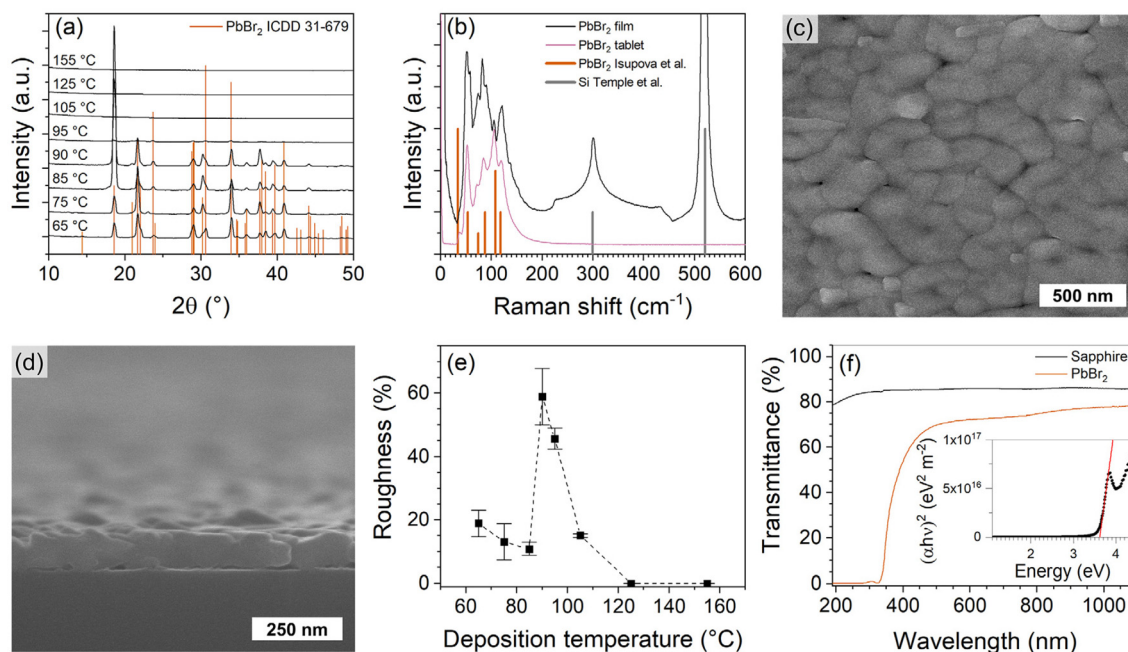 (a)
PbBr₂ ICDD 31-679
155 °C
125 °C
105 °C
95 °C
90 °C
85 °C
75 °C
65 °C
Intensity (a.u.)
10 20 30 40 50
2θ (°)
(b)
PbBr₂ film
PbBr₂ tablet
PbBr₂ Isupova et al.
Si Temple et al.
Intensity (a.u.)
0 100 200 300 400 500 600
Raman shift (cm⁻¹)
(c)
500 nm
(d)
250 nm
(e)
Roughness (%)
80
60
40
20
0
60 80 100 120 140 160
Deposition temperature (°C)
(f)
Sapphire
PbBr₂
Transmittance (%)
100
80
60
40
20
0
200 400 600 800 1000
Wavelength (nm)
(αhν)² (eV² m⁻²)
1x10¹⁷
5x10¹⁶
0
2 3 4
Energy (eV)